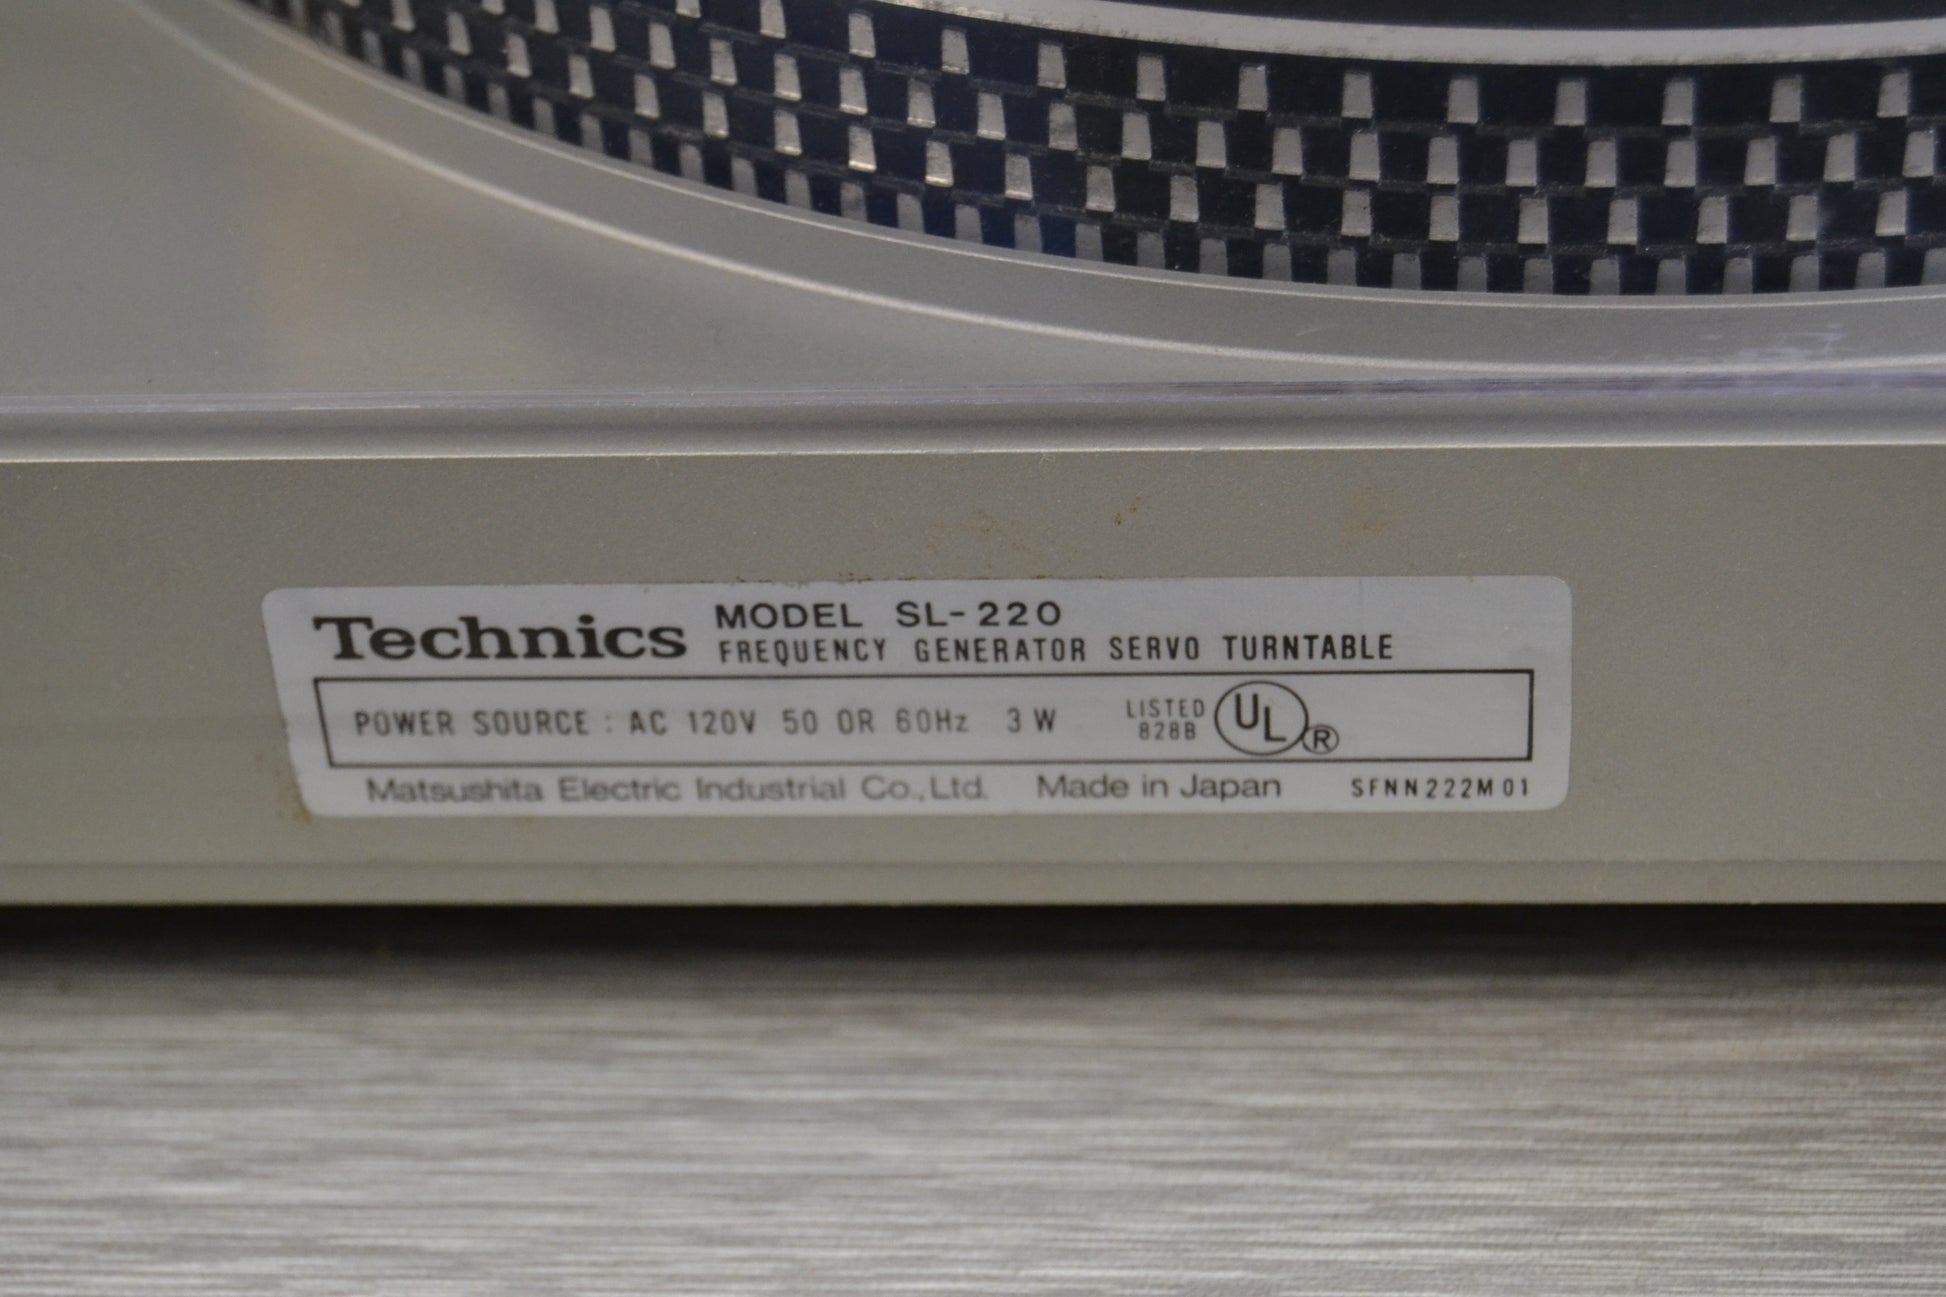 Technics MODEL SL-220
FREQUENCY GENERATOR SERVO TURNTABLE
POWER SOURCE : AC 120V 50 OR 60Hz 3 W LISTED 828B UL ®
Matsushita Electric Industrial Co., Ltd. Made in Japan SFNN222M01